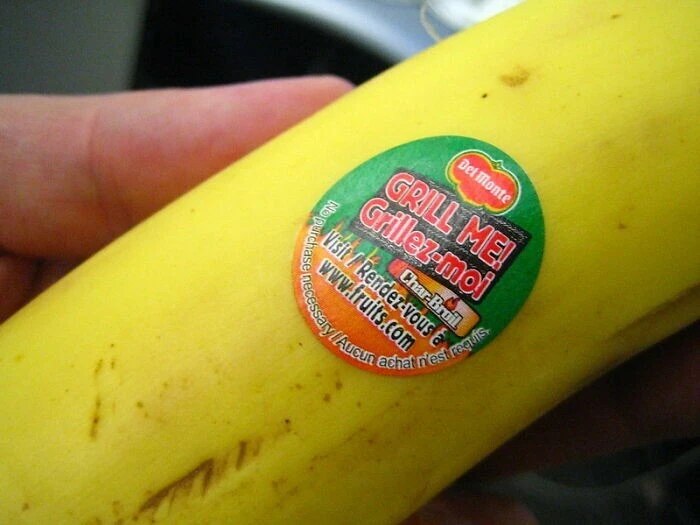 Del Monte
GRILL ME!
Grillez-moi
Char-Broil
Visit / Rendez-vous à
www.fruits.com
No purchase necessary / Aucun achat n'est requis.